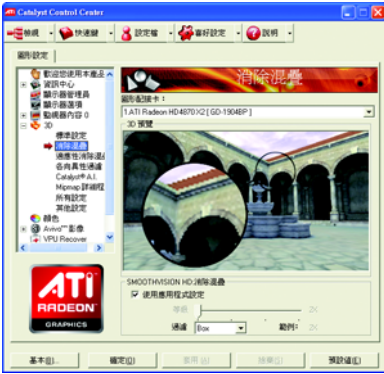 Catalyst Control Center
檢視
快速鍵
設定檔
喜好設定
說明
圖形設定
歡迎您使用本產品
資訊中心
顯示器管理員
顯示器選項
監視器內容 0
3D
標準設定
消除混疊
適應性消除混
各向異性過濾
Catalyst® A.I.
Mipmap 詳細程
所有設定
其他設定
顏色
Avivo™ 影像
VPU Recover
ATI
RADEON
GRAPHICS
消除混疊
圖形配接卡：
1.ATI Radeon HD4870 X2 [ GD-1904BP ]
3D 預覽
SMOOTHVISION HD:消除混疊
使用應用程式設定
等級
2X
過濾 Box 範例: 2X
基本(B)...
確定(O)
套用 (A)
預設值(E)